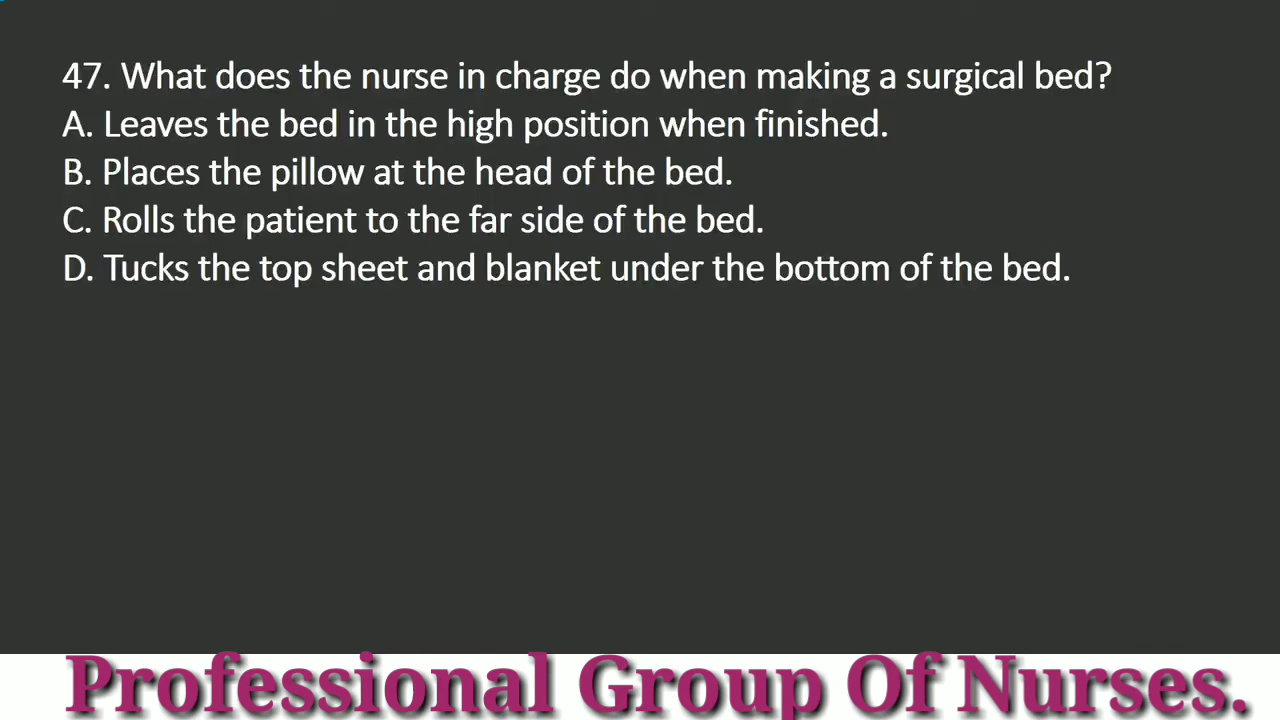 47. What does the nurse in charge do when making a surgical bed?
A. Leaves the bed in the high position when finished.
B. Places the pillow at the head of the bed.
C. Rolls the patient to the far side of the bed.
D. Tucks the top sheet and blanket under the bottom of the bed.
Professional Group Of Nurses.